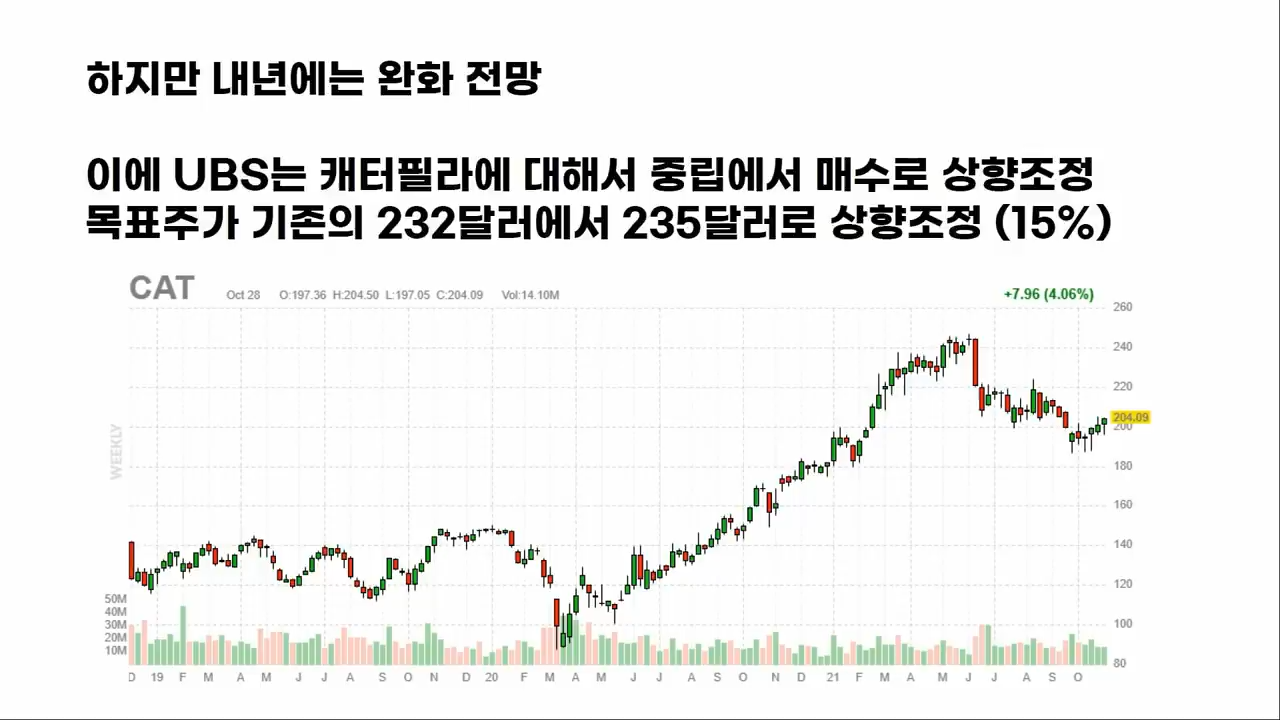 하지만 내년에는 완화 전망
이에 UBS는 캐터필라에 대해서 중립에서 매수로 상향조정
목표주가 기존의 232달러에서 235달러로 상향조정 (15%)
CAT Oct 28 O:197.36 H:204.50 L:197.05 C:204.09 Vol:14.10M +7.96 (4.06%)
260
240
220
204.09
200
180
160
140
120
100
80
WEEKLY
50M
40M
30M
20M
10M
D 19 F M A M J J A S O N D 20 F M A M J J A S O N D 21 F M A M J J A S O